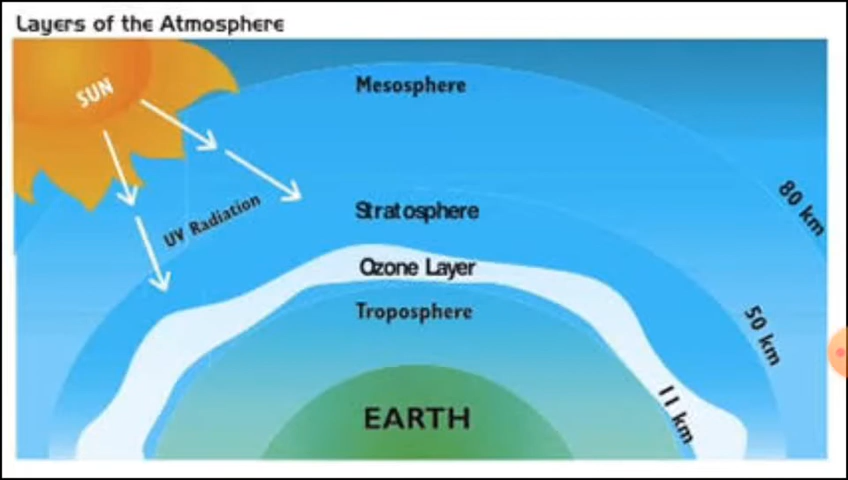 Layers of the Atmosphere
SUN
Mesosphere
80 km
UV Radiation
Stratosphere
Ozone Layer
50 km
Troposphere
11 km
EARTH